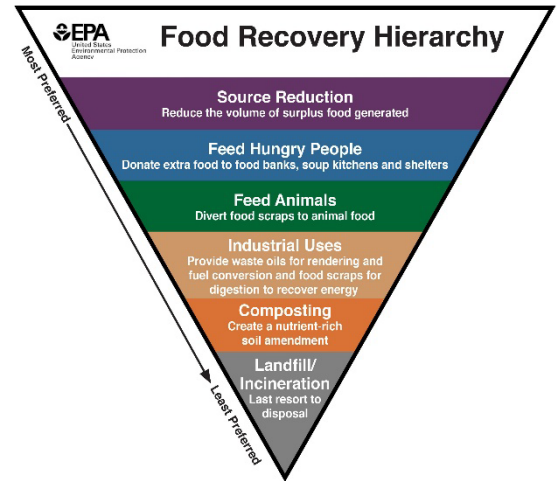 EPA
United States
Environmental Protection
Agency
Food Recovery Hierarchy
Most Preferred
Source Reduction
Reduce the volume of surplus food generated
Feed Hungry People
Donate extra food to food banks, soup kitchens and shelters
Feed Animals
Divert food scraps to animal food
Industrial Uses
Provide waste oils for rendering and
fuel conversion and food scraps for
digestion to recover energy
Composting
Create a nutrient-rich
soil amendment
Landfill/
Incineration
Last resort to
disposal
Least Preferred